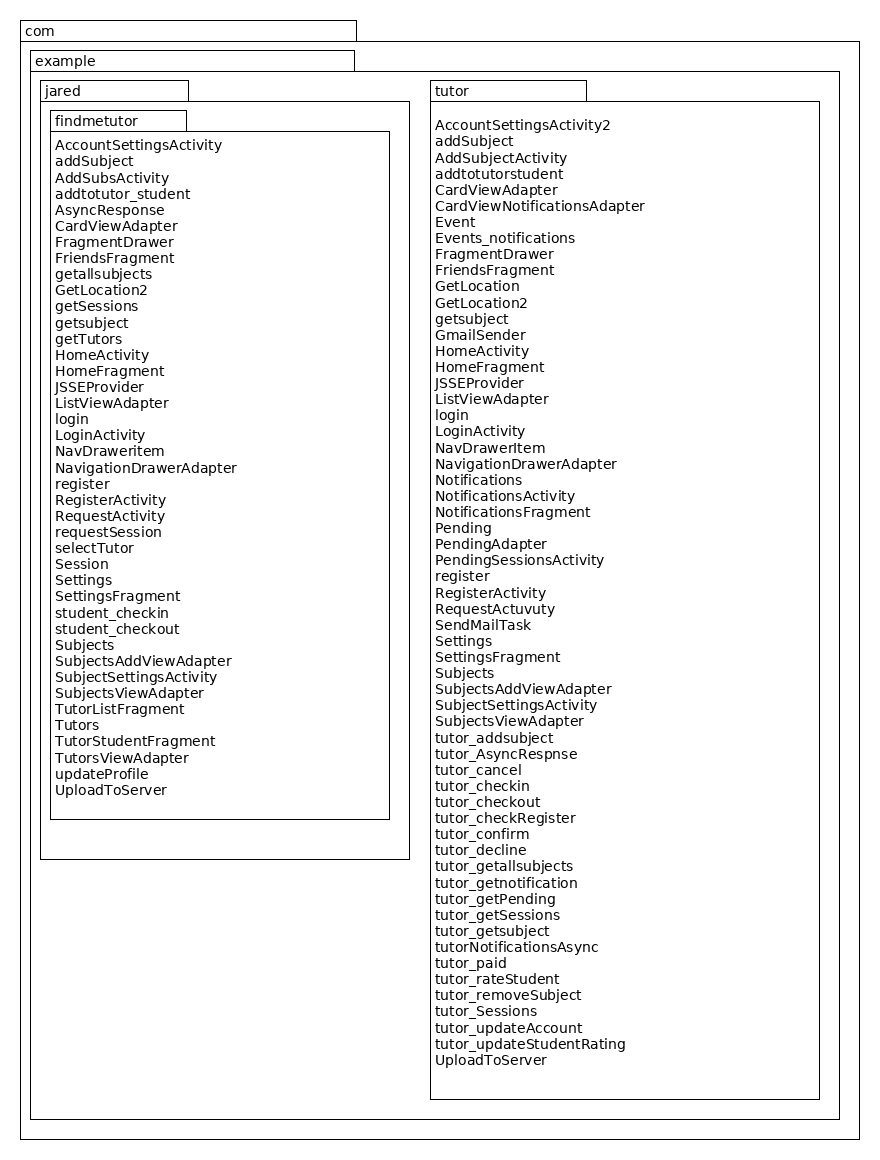 com
example
jared
findmetutor
AccountSettingsActivity
addSubject
AddSubsActivity
addtotutor_student
AsyncResponse
CardViewAdapter
FragmentDrawer
FriendsFragment
getallsubjects
GetLocation2
getSessions
getsubject
getTutors
HomeActivity
HomeFragment
JSSEProvider
ListViewAdapter
login
LoginActivity
NavDraweritem
NavigationDrawerAdapter
register
RegisterActivity
RequestActivity
requestSession
selectTutor
Session
Settings
SettingsFragment
student_checkin
student_checkout
Subjects
SubjectsAddViewAdapter
SubjectSettingsActivity
SubjectsViewAdapter
TutorListFragment
Tutors
TutorStudentFragment
TutorsViewAdapter
updateProfile
UploadToServer
tutor
AccountSettingsActivity2
addSubject
AddSubjectActivity
addtotutorstudent
CardViewAdapter
CardViewNotificationsAdapter
Event
Events_notifications
FragmentDrawer
FriendsFragment
GetLocation
GetLocation2
getsubject
GmailSender
HomeActivity
HomeFragment
JSSEProvider
ListViewAdapter
login
LoginActivity
NavDrawerItem
NavigationDrawerAdapter
Notifications
NotificationsActivity
NotificationsFragment
Pending
PendingAdapter
PendingSessionsActivity
register
RegisterActivity
RequestActuvuty
SendMailTask
Settings
SettingsFragment
Subjects
SubjectsAddViewAdapter
SubjectSettingsActivity
SubjectsViewAdapter
tutor_addsubject
tutor_AsyncRespnse
tutor_cancel
tutor_checkin
tutor_checkout
tutor_checkRegister
tutor_confirm
tutor_decline
tutor_getallsubjects
tutor_getnotification
tutor_getPending
tutor_getSessions
tutor_getsubject
tutorNotificationsAsync
tutor_paid
tutor_rateStudent
tutor_removeSubject
tutor_Sessions
tutor_updateAccount
tutor_updateStudentRating
UploadToServer